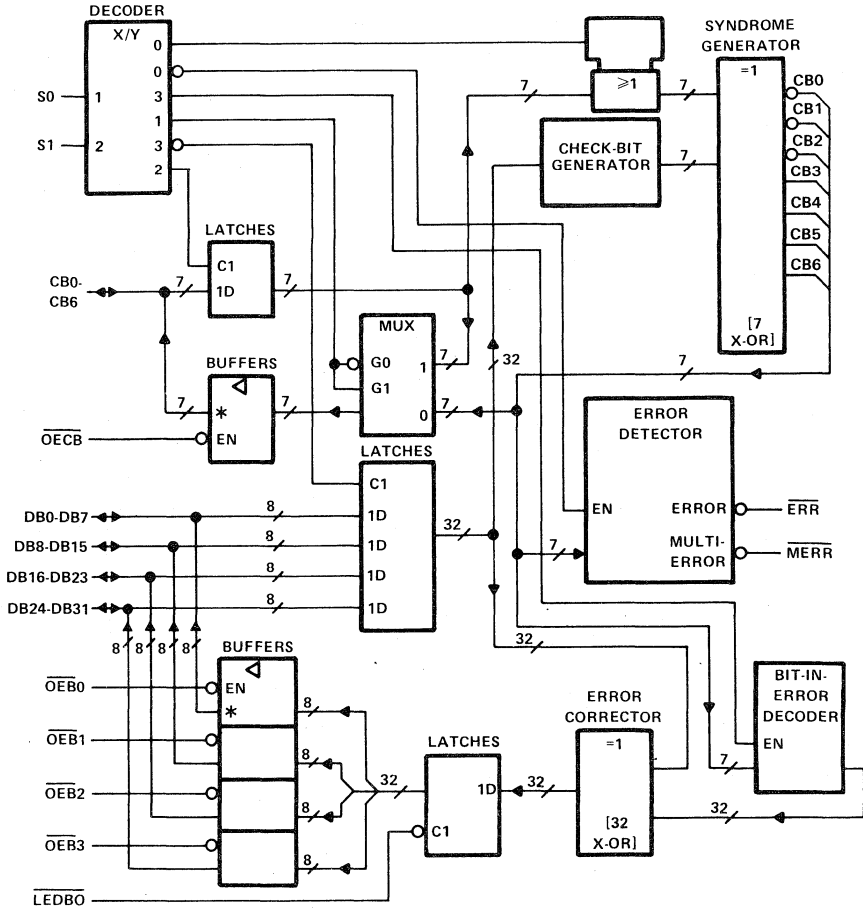 DECODER
X/Y
0
0
3
1
3
2
S0
1
S1
2
SYNDROME
GENERATOR
=1
CB0
CB1
CB2
CB3
CB4
CB5
CB6
[7
X-OR]
≥1
7
7
CHECK-BIT
GENERATOR
7
LATCHES
C1
1D
CB0-
CB6
7
7
MUX
G0
G1
1
0
7
7
32
7
BUFFERS
*
EN
7
7
OECB
ERROR
DETECTOR
EN
ERROR
MULTI-
ERROR
7
ERR
MERR
LATCHES
C1
1D
1D
1D
1D
32
DB0-DB7
8
DB8-DB15
8
DB16-DB23
8
DB24-DB31
8
8
8
8
8
BUFFERS
EN
*
OEB0
OEB1
OEB2
OEB3
8
8
8
8
32
LATCHES
1D
C1
LEDBO
32
32
ERROR
CORRECTOR
=1
[32
X-OR]
BIT-IN-
ERROR
DECODER
EN
7
32